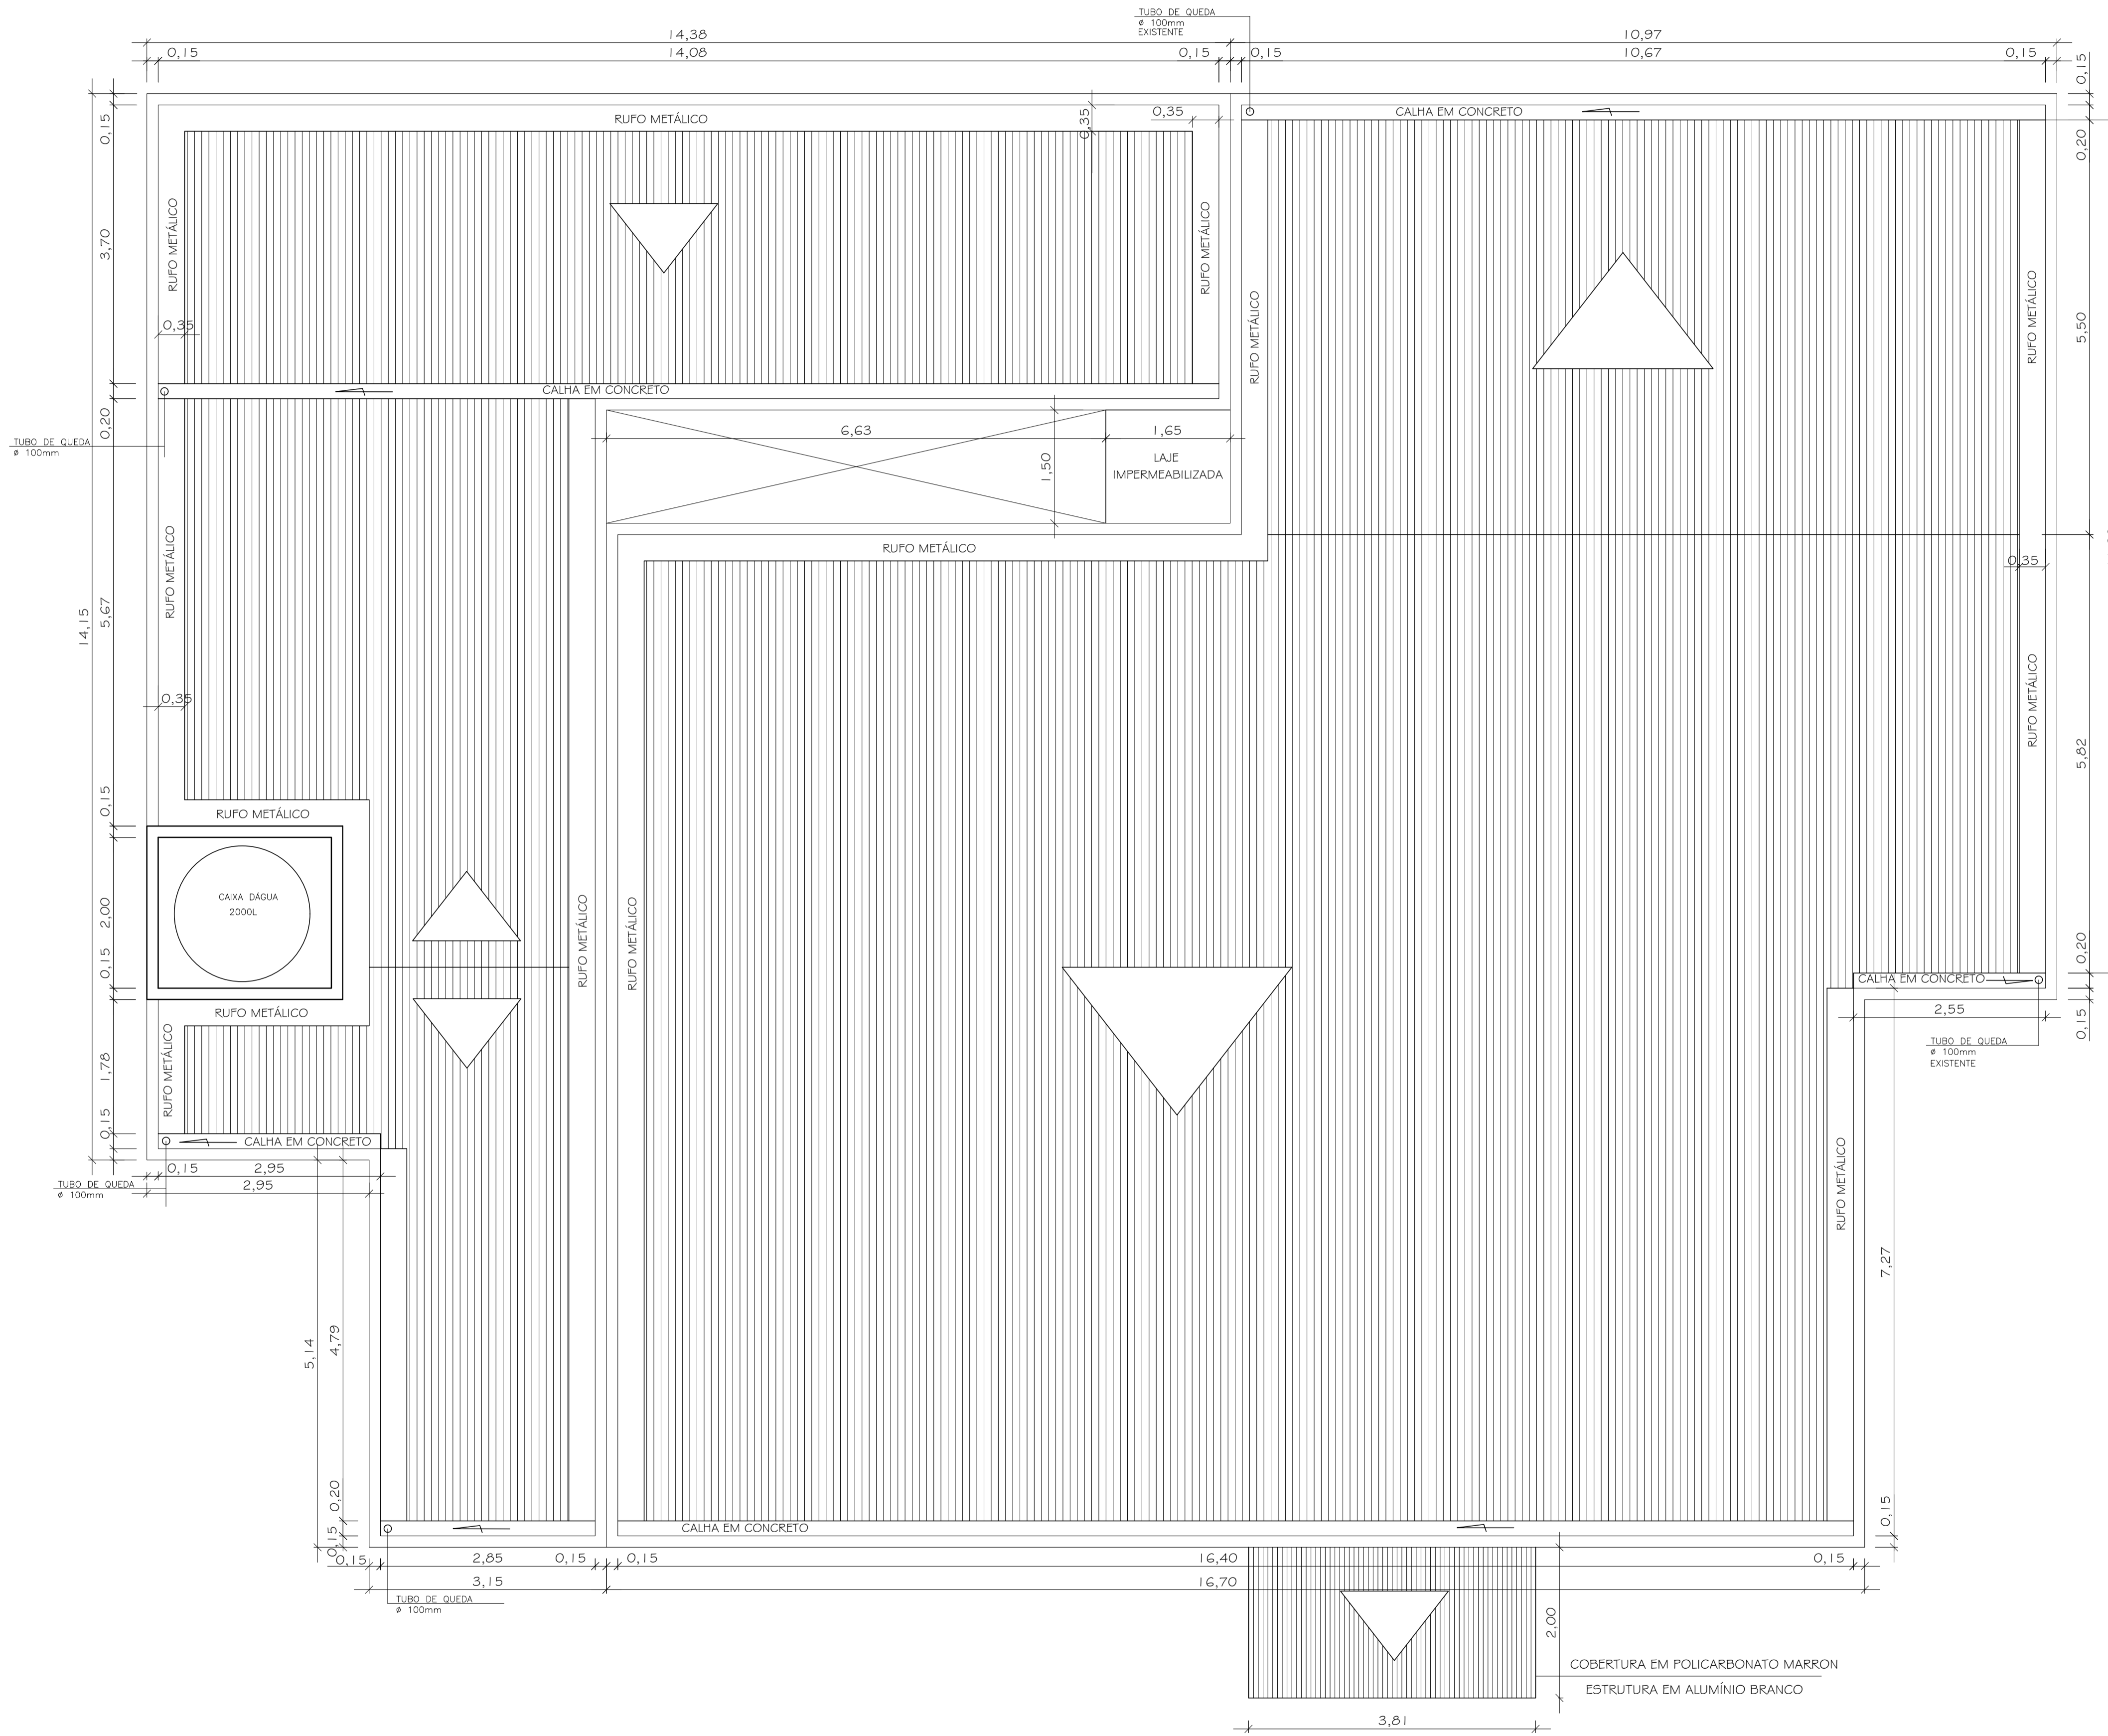 TUBO DE QUEDA
ø 100mm
EXISTENTE
14,38
10,97
0,15
14,08
0,15
0,15
10,67
0,15
0,15
0,15
RUFO METÁLICO
0,35
0,35
CALHA EM CONCRETO
0,20
RUFO METÁLICO
3,70
RUFO METÁLICO
RUFO METÁLICO
RUFO METÁLICO
5,50
0,35
CALHA EM CONCRETO
0,20
TUBO DE QUEDA
ø 100mm
6,63
1,65
1,50
LAJE
IMPERMEABILIZADA
RUFO METÁLICO
RUFO METÁLICO
0,35
14,15
5,67
0,35
RUFO METÁLICO
5,82
0,15
RUFO METÁLICO
CAIXA DÁGUA
2000L
2,00
0,15
RUFO METÁLICO
RUFO METÁLICO
0,20
CALHA EM CONCRETO
2,55
0,15
TUBO DE QUEDA
ø 100mm
EXISTENTE
RUFO METÁLICO
RUFO METÁLICO
1,78
0,15
CALHA EM CONCRETO
0,15
2,95
2,95
TUBO DE QUEDA
ø 100mm
RUFO METÁLICO
7,27
5,14
4,79
0,20
0,15
CALHA EM CONCRETO
0,15
0,15
2,85
0,15
0,15
16,40
0,15
3,15
16,70
TUBO DE QUEDA
ø 100mm
2,00
COBERTURA EM POLICARBONATO MARRON
ESTRUTURA EM ALUMÍNIO BRANCO
3,81